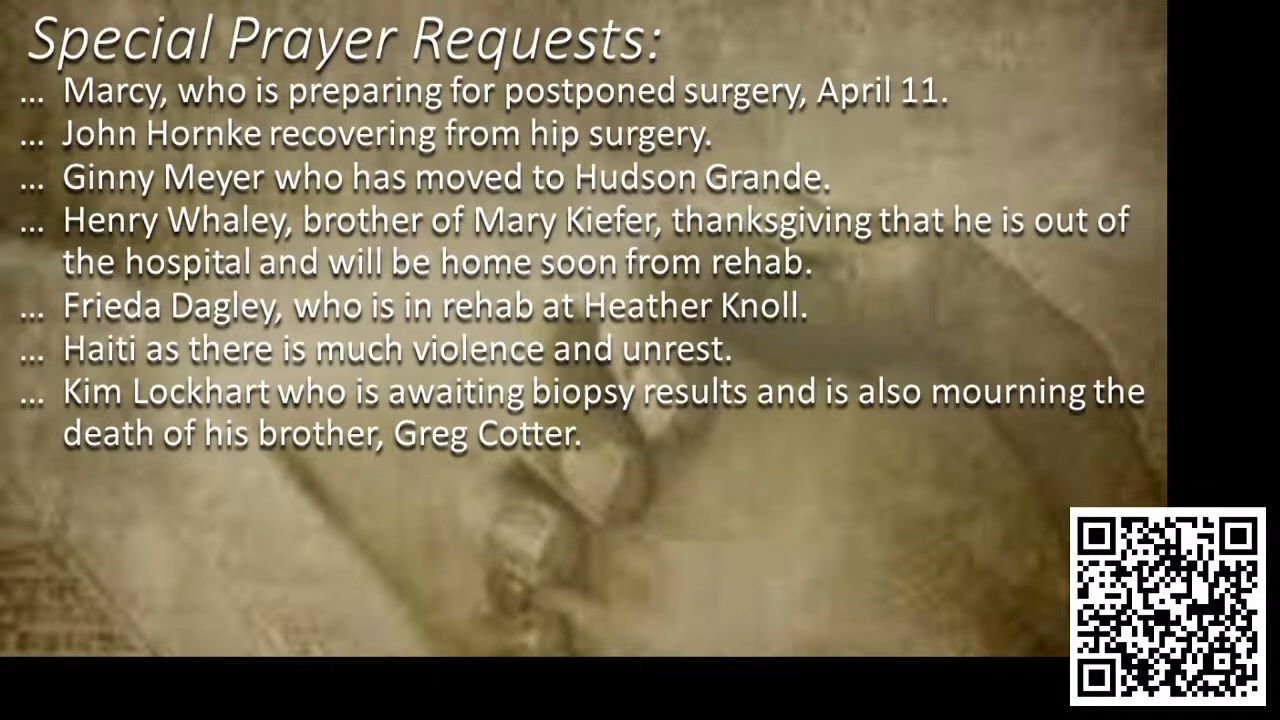 Special Prayer Requests:
... Marcy, who is preparing for postponed surgery, April 11.
... John Hornke recovering from hip surgery.
... Ginny Meyer who has moved to Hudson Grande.
... Henry Whaley, brother of Mary Kiefer, thanksgiving that he is out of
the hospital and will be home soon from rehab.
... Frieda Dagley, who is in rehab at Heather Knoll.
... Haiti as there is much violence and unrest.
... Kim Lockhart who is awaiting biopsy results and is also mourning the
death of his brother, Greg Cotter.